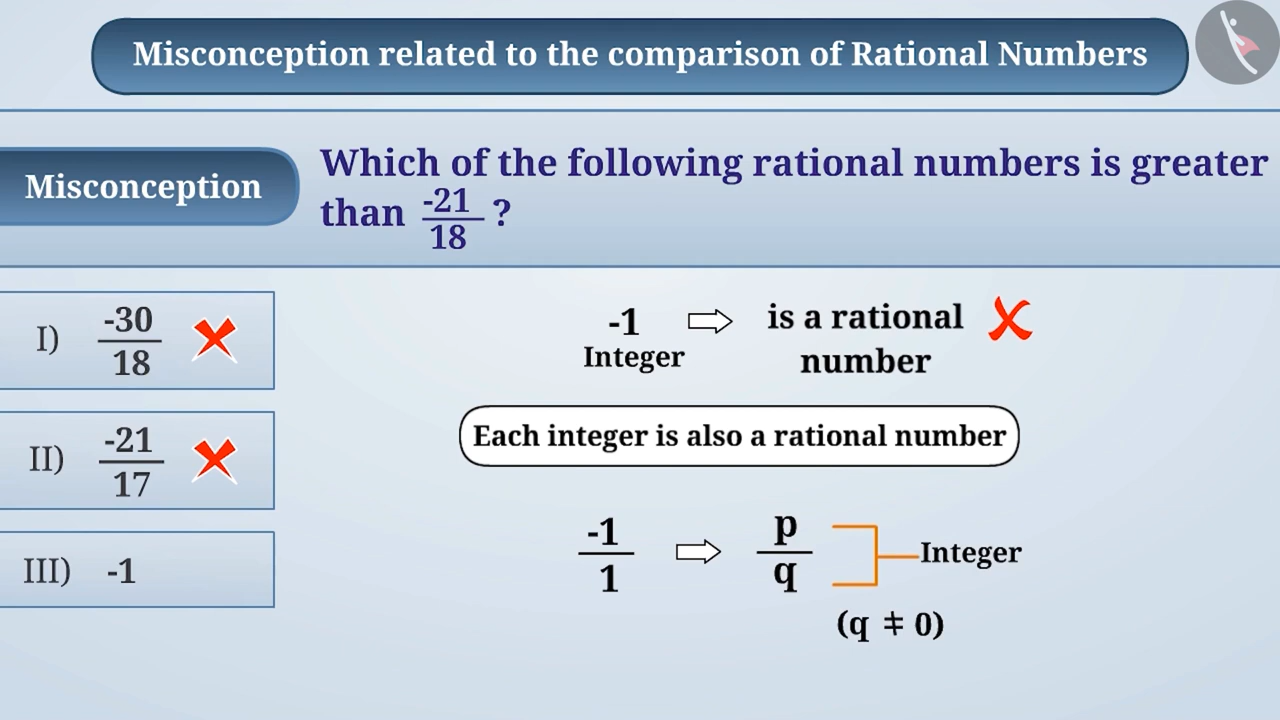 Misconception related to the comparison of Rational Numbers
Misconception
Which of the following rational numbers is greater
than -21/18 ?
I) -30/18
II) -21/17
III) -1
-1 ⇨ is a rational
Integer number
Each integer is also a rational number
-1/1 ⇨ p/q Integer
(q ≠ 0)